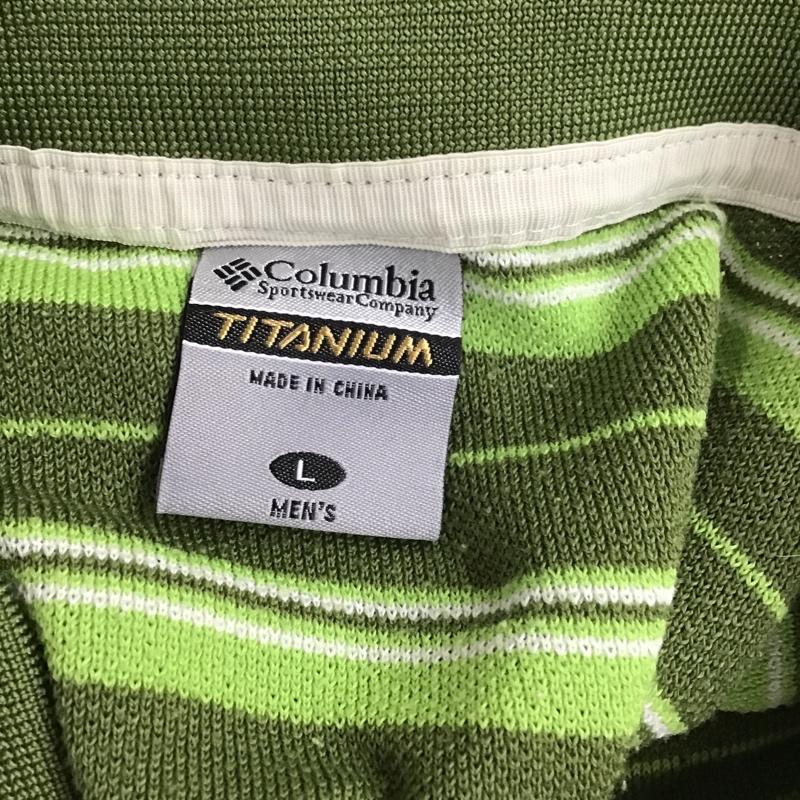 Columbia
Sportswear Company
TITANIUM
MADE IN CHINA
L
MEN'S